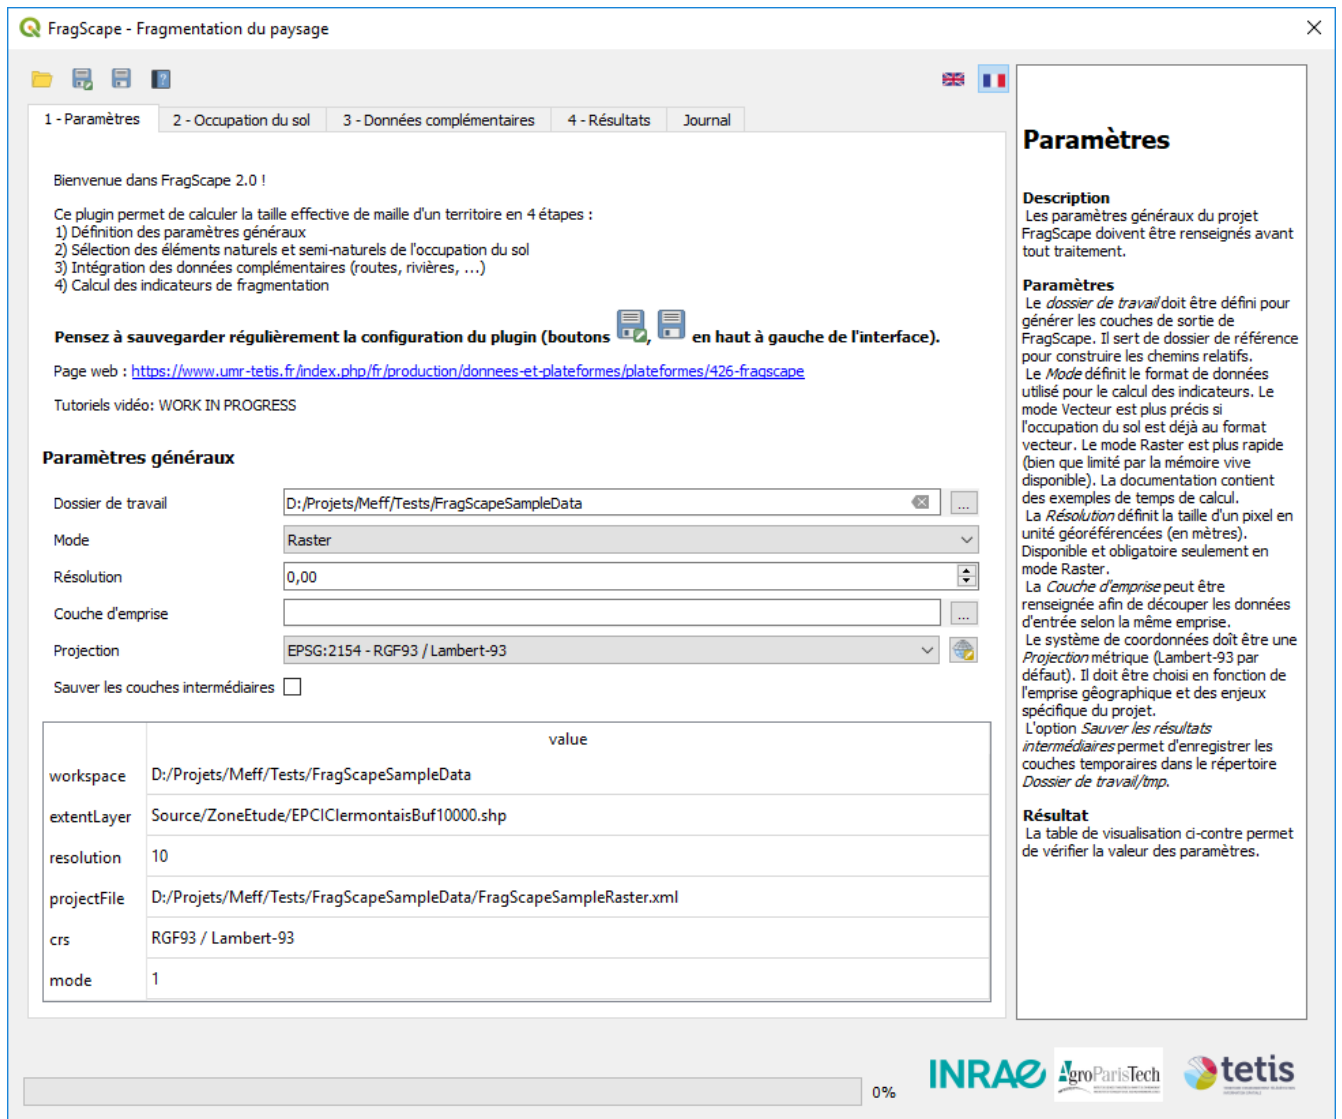 FragScape - Fragmentation du paysage
1 - Paramètres
2 - Occupation du sol
3 - Données complémentaires
4 - Résultats
Journal
Bienvenue dans FragScape 2.0 !
Ce plugin permet de calculer la taille effective de maille d'un territoire en 4 étapes :
1) Définition des paramètres généraux
2) Sélection des éléments naturels et semi-naturels de l'occupation du sol
3) Intégration des données complémentaires (routes, rivières, ...)
4) Calcul des indicateurs de fragmentation
Pensez à sauvegarder régulièrement la configuration du plugin (boutons , en haut à gauche de l'interface).
Page web : https://www.umr-tetis.fr/index.php/fr/production/donnees-et-plateformes/plateformes/426-fragscape
Tutoriels vidéo: WORK IN PROGRESS
Paramètres généraux
Dossier de travail D:/Projets/Meff/Tests/FragScapeSampleData ...
Mode Raster
Résolution 0,00
Couche d'emprise ...
Projection EPSG:2154 - RGF93 / Lambert-93
Sauver les couches intermédiaires
value
workspace D:/Projets/Meff/Tests/FragScapeSampleData
extentLayer Source/ZoneEtude/EPCIClermontaisBuf10000.shp
resolution 10
projectFile D:/Projets/Meff/Tests/FragScapeSampleData/FragScapeSampleRaster.xml
crs RGF93 / Lambert-93
mode 1
Paramètres
Description
Les paramètres généraux du projet
FragScape doivent être renseignés avant
tout traitement.
Paramètres
Le dossier de travail doit être défini pour
générer les couches de sortie de
FragScape. Il sert de dossier de référence
pour construire les chemins relatifs.
Le Mode définit le format de données
utilisé pour le calcul des indicateurs. Le
mode Vecteur est plus précis si
l'occupation du sol est déjà au format
vecteur. Le mode Raster est plus rapide
(bien que limité par la mémoire vive
disponible). La documentation contient
des exemples de temps de calcul.
La Résolution définit la taille d'un pixel en
unité géoréférencées (en mètres).
Disponible et obligatoire seulement en
mode Raster.
La Couche d'emprise peut être
renseignée afin de découper les données
d'entrée selon la même emprise.
Le système de coordonnées doît être une
Projection métrique (Lambert-93 par
défaut). Il doit être choisi en fonction de
l'emprise gêographique et des enjeux
spécifique du projet.
L'option Sauver les résultats
intermédiaires permet d'enregistrer les
couches temporaires dans le répertoire
Dossier de travail/tmp.
Résultat
La table de visualisation ci-contre permet
de vérifier la valeur des paramètres.
0%
INRAE
AgroParisTech
tetis